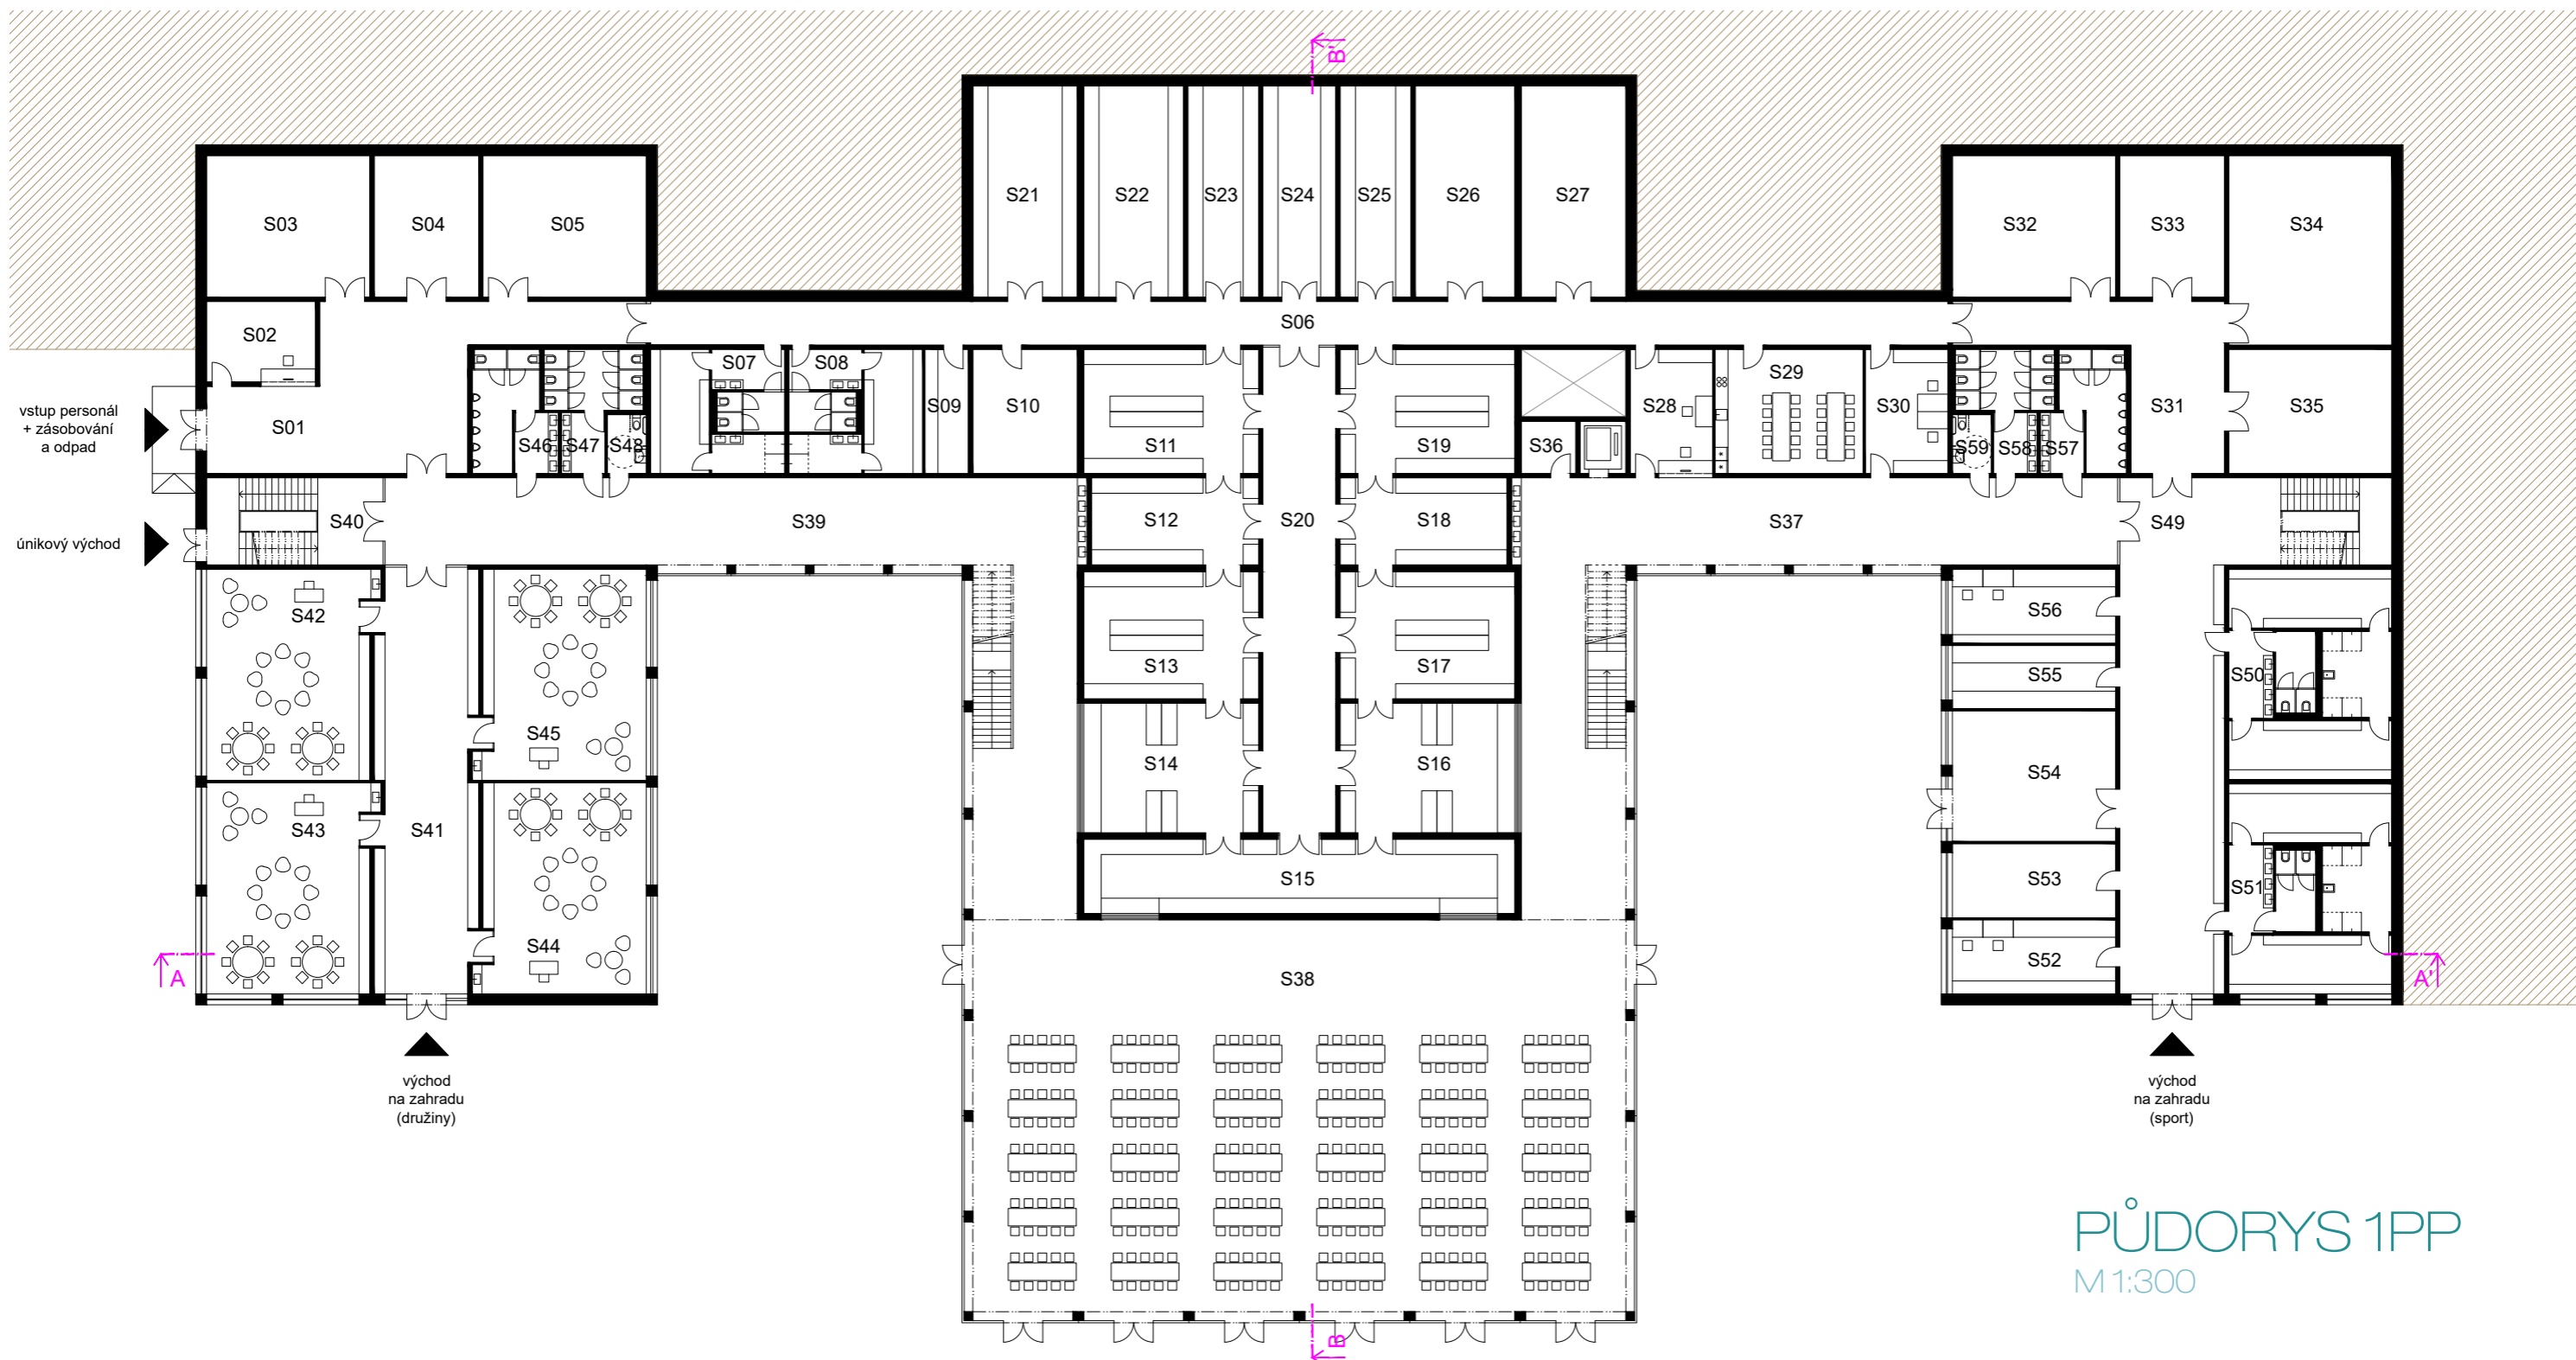 B'
S21
S22
S23
S24
S25
S26
S27
S03
S04
S05
S32
S33
S34
S02
S06
S07
S08
S09
S10
S11
S19
S28
S29
S30
S31
S35
vstup personál
+ zásobování
a odpad
S01
S46
S47
S48
S36
S59
S58
S57
únikový východ
S40
S39
S12
S20
S18
S37
S49
S42
S45
S13
S17
S56
S55
S50
S14
S16
S54
S43
S41
S44
S15
S53
S51
S52
A
S38
A'
východ
na zahradu
(družiny)
východ
na zahradu
(sport)
PŮDORYS 1PP
M 1:300
B